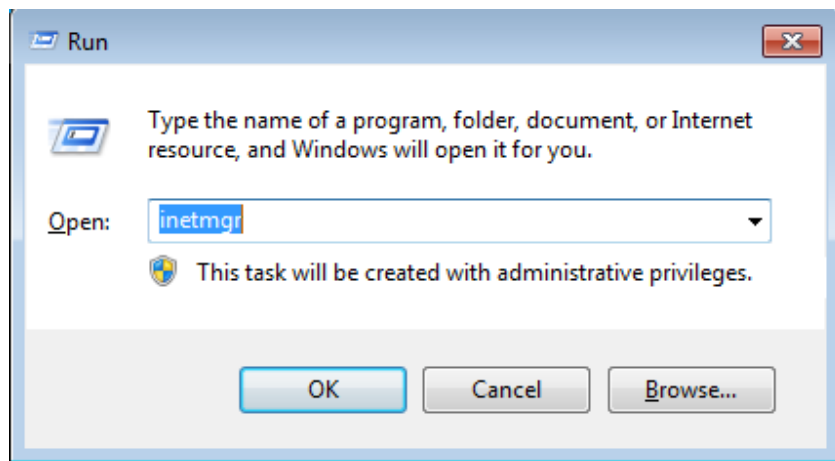 Run
Type the name of a program, folder, document, or Internet
resource, and Windows will open it for you.
Open: inetmgr
This task will be created with administrative privileges.
OK Cancel Browse...